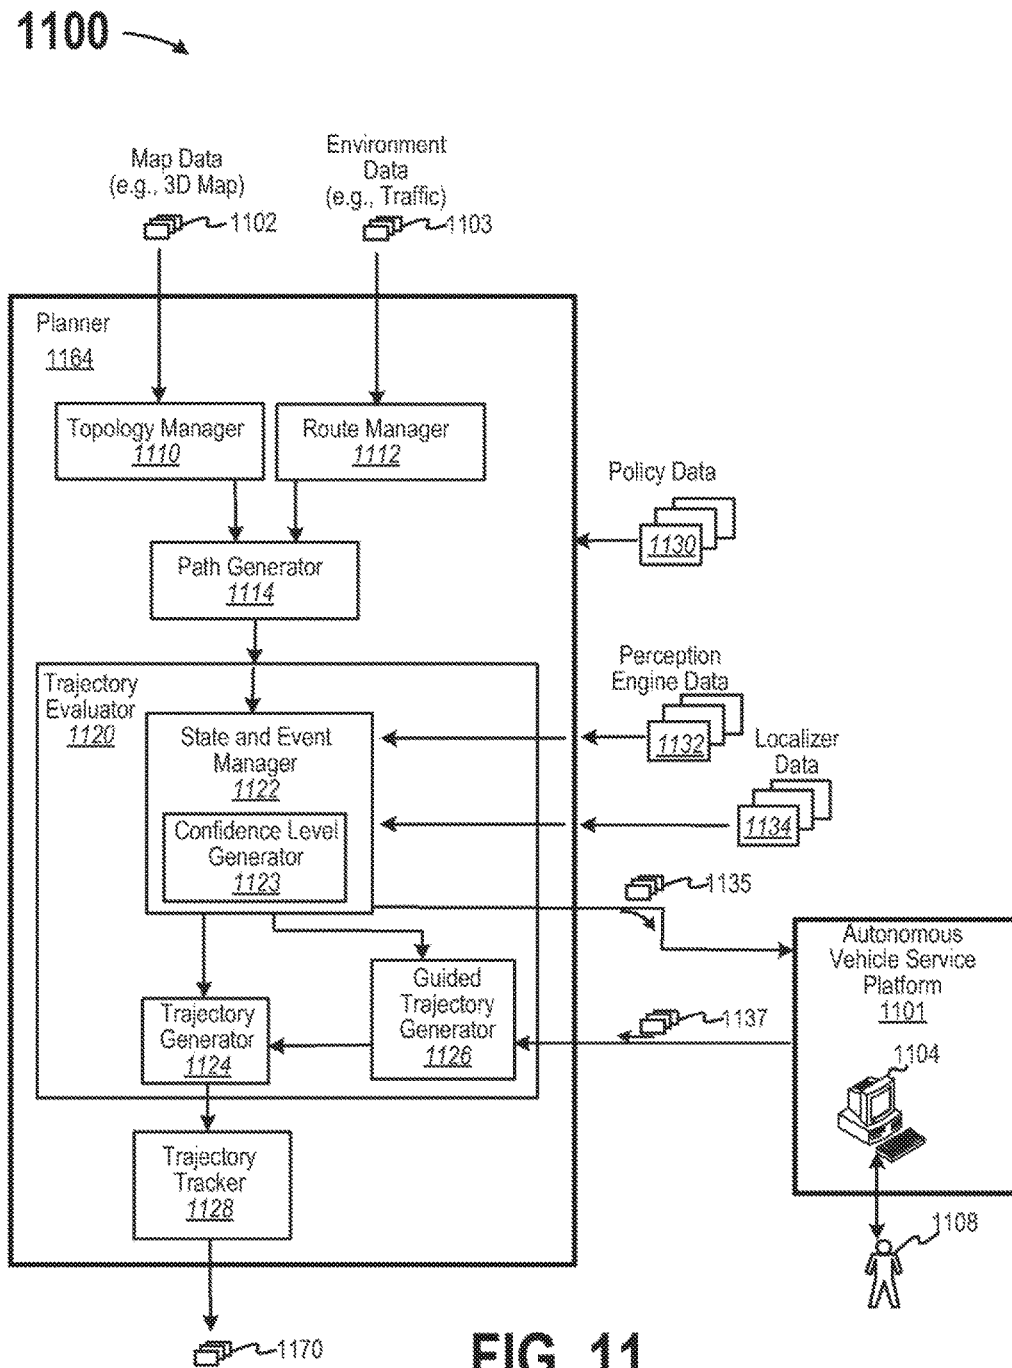 1100
Map Data
(e.g., 3D Map)
1102
Environment
Data
(e.g., Traffic)
1103
Planner
1164
Topology Manager
1110
Route Manager
1112
Policy Data
1130
Path Generator
1114
Trajectory
Evaluator
1120
State and Event
Manager
1122
Confidence Level
Generator
1123
Perception
Engine Data
1132
Localizer
Data
1134
1135
Guided
Trajectory
Generator
1126
Trajectory
Generator
1124
1137
Autonomous
Vehicle Service
Platform
1101
1104
Trajectory
Tracker
1128
1108
1170
FIG. 11